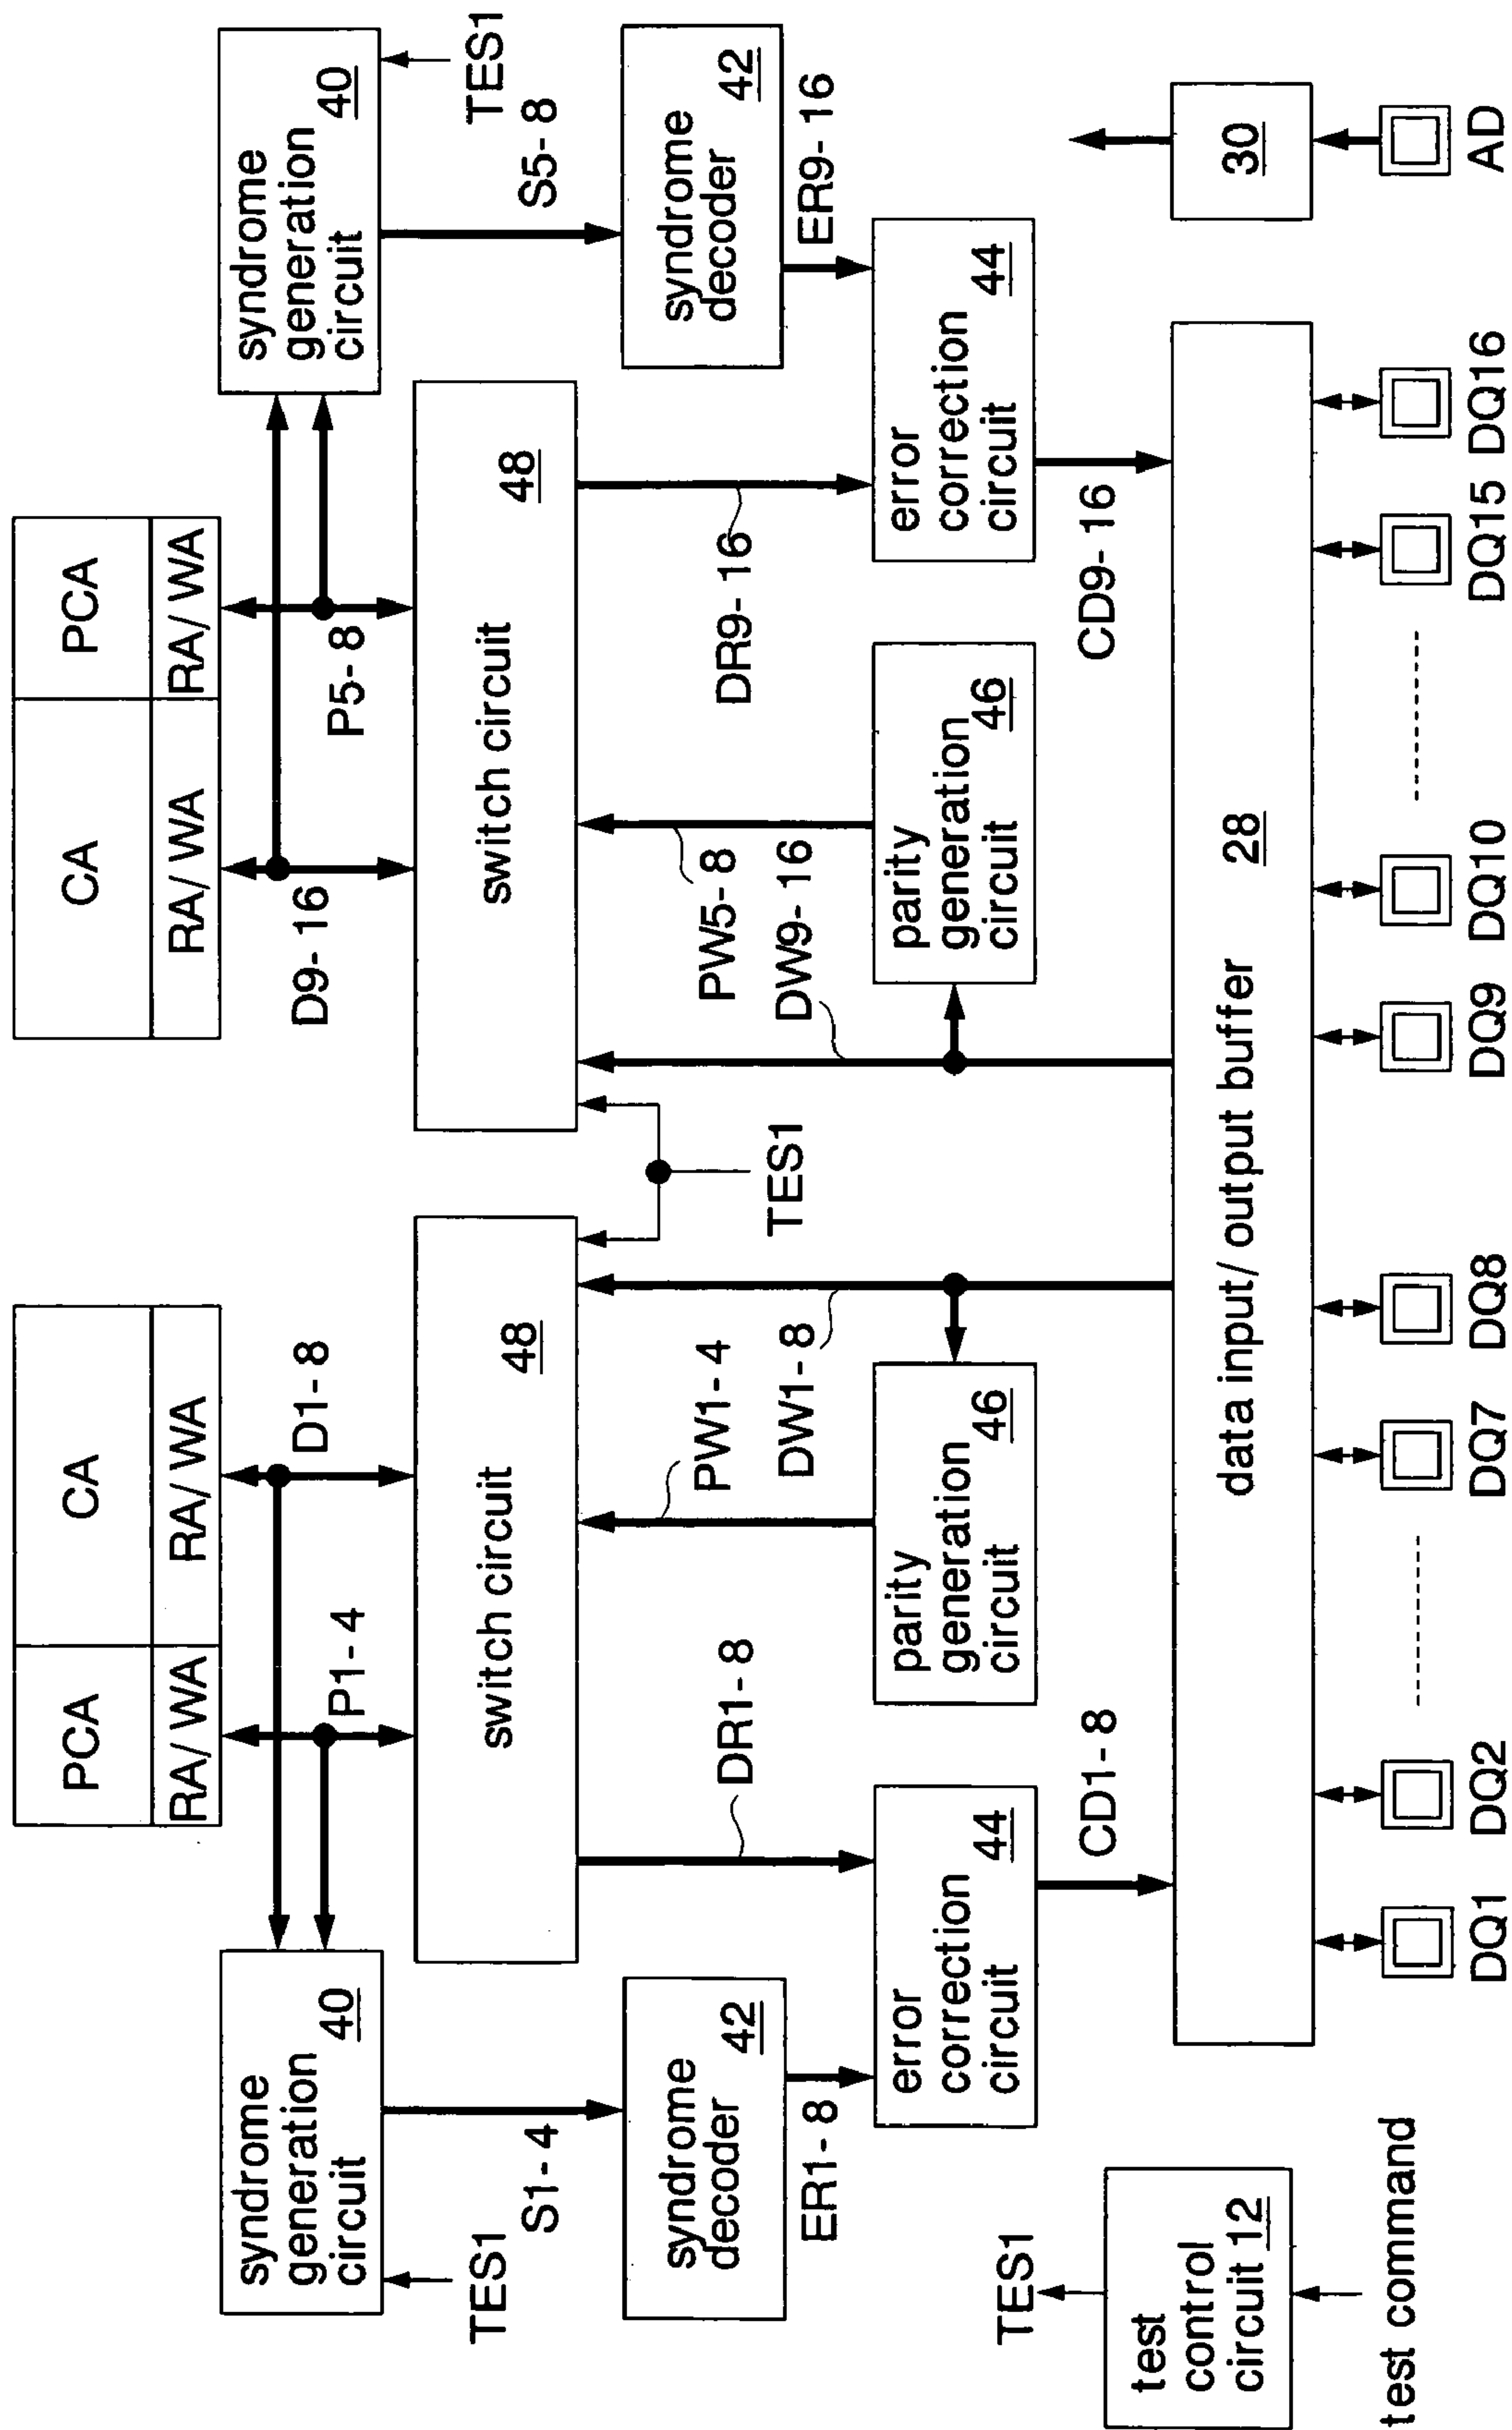 PCA
CA
CA
PCA
RA/ WA
RA/ WA
RA/ WA
RA/ WA
syndrome
generation
circuit
40
P1- 4
D1- 8
D9- 16
P5- 8
syndrome
generation
circuit
40
TES1
S1- 4
switch circuit
48
switch circuit
48
TES1
S5- 8
syndrome
decoder
42
syndrome
decoder
42
ER1- 8
DR1- 8
PW1- 4
DW1- 8
TES1
PW5- 8
DW9- 16
DR9- 16
ER9- 16
error
correction
circuit
44
parity
generation
circuit
46
parity
generation
circuit
46
error
correction
circuit
44
TES1
CD1- 8
CD9- 16
test
control
circuit 12
data input/ output buffer
28
30
test command
DQ1
DQ2
DQ7
DQ8
DQ9
DQ10
DQ15
DQ16
AD